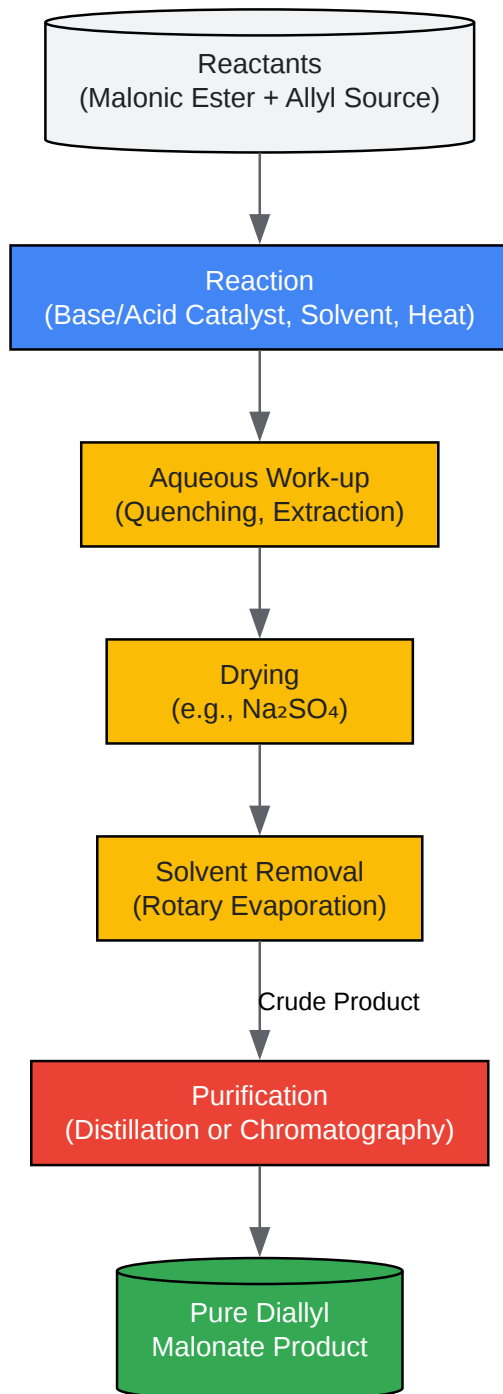 Reactants
(Malonic Ester + Allyl Source)
Reaction
(Base/Acid Catalyst, Solvent, Heat)
Aqueous Work-up
(Quenching, Extraction)
Drying
(e.g., Na₂SO₄)
Solvent Removal
(Rotary Evaporation)
Crude Product
Purification
(Distillation or Chromatography)
Pure Diallyl
Malonate Product